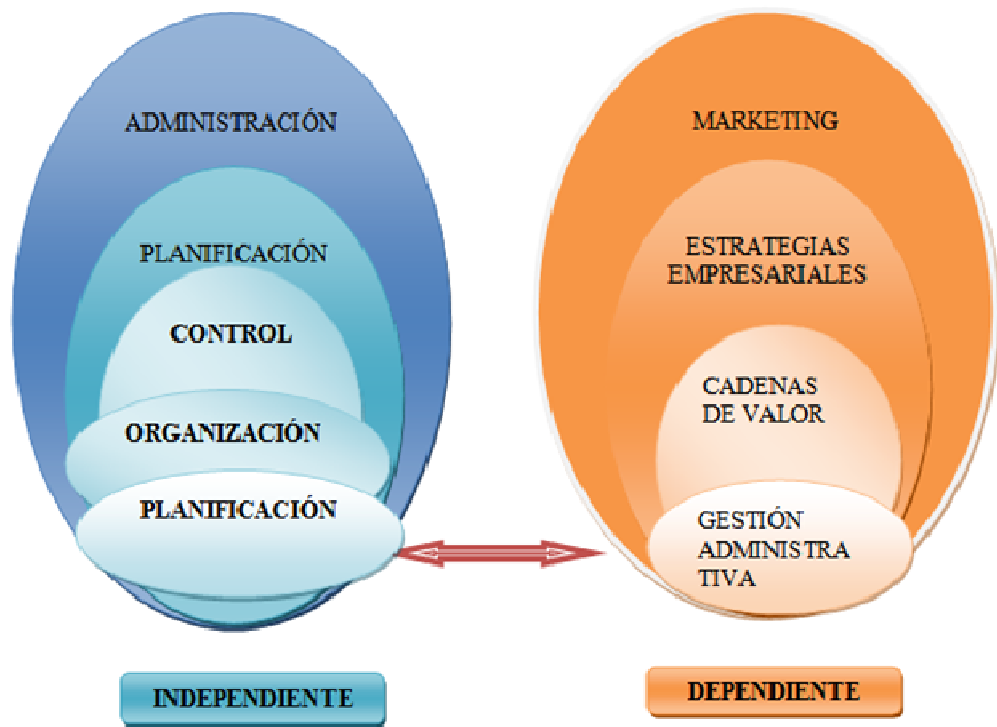 ADMINISTRACIÓN
PLANIFICACIÓN
CONTROL
ORGANIZACIÓN
PLANIFICACIÓN
INDEPENDIENTE
MARKETING
ESTRATEGIAS
EMPRESARIALES
CADENAS
DE VALOR
GESTIÓN
ADMINISTRA
TIVA
DEPENDIENTE